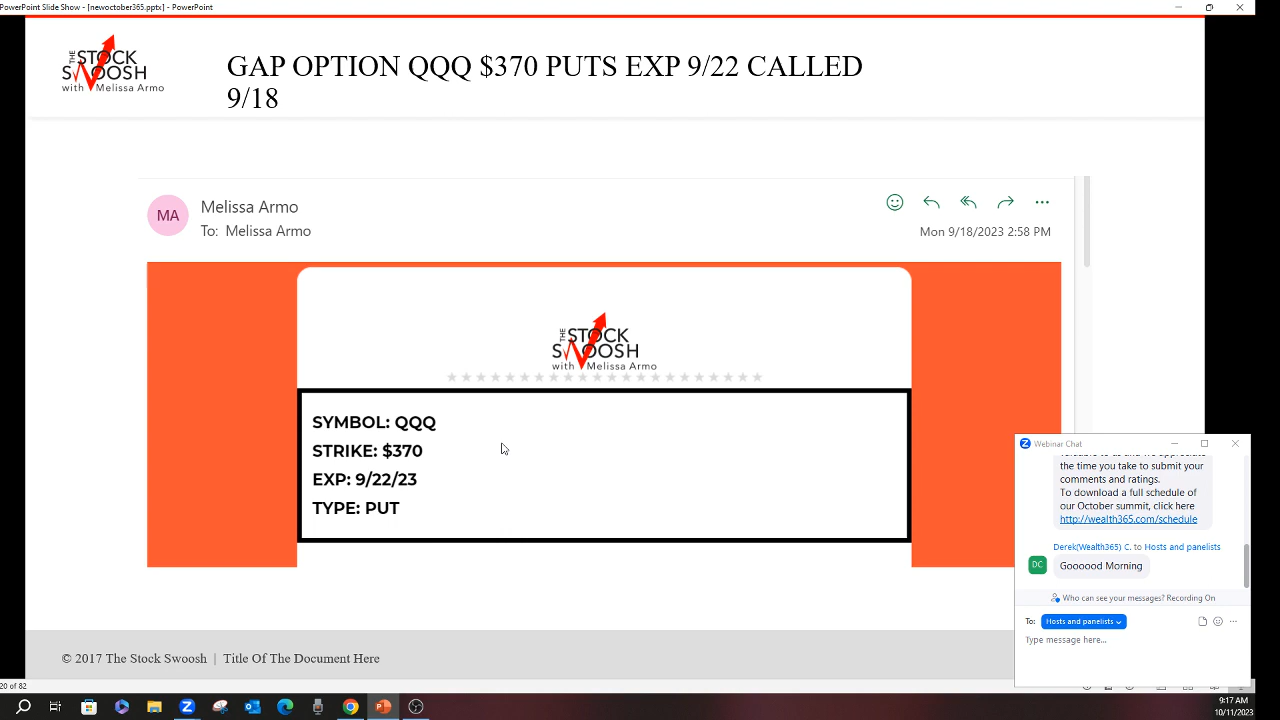 PowerPoint Slide Show - [newoctober365.pptx] - PowerPoint
THE STOCK
SWOOSH
with Melissa Armo
GAP OPTION QQQ $370 PUTS EXP 9/22 CALLED
9/18
MA
Melissa Armo
To: Melissa Armo
Mon 9/18/2023 2:58 PM
THE STOCK
SWOOSH
with Melissa Armo
SYMBOL: QQQ
STRIKE: $370
EXP: 9/22/23
TYPE: PUT
Webinar Chat
the time you take to submit your
comments and ratings.
To download a full schedule of
our October summit, click here
http://wealth365.com/schedule
Derek(Wealth365) C. to Hosts and panelists
DC
Goooood Morning
Who can see your messages? Recording On
To: Hosts and panelists
Type message here...
© 2017 The Stock Swoosh | Title Of The Document Here
20 of 82
9:17 AM
10/11/2023